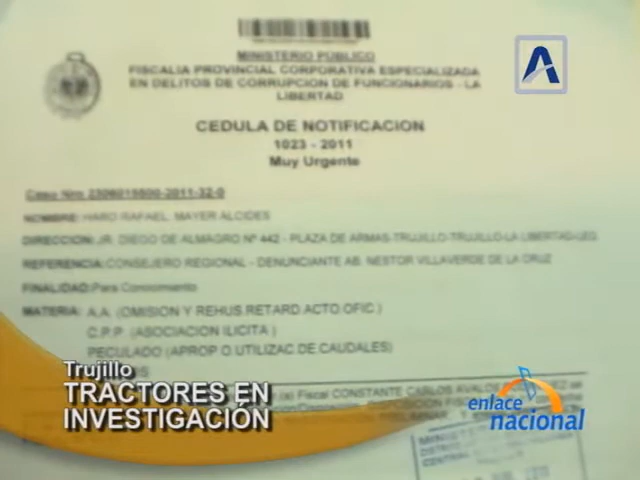 MINISTERIO PÚBLICO
FISCALIA PROVINCIAL CORPORATIVA ESPECIALIZADA
EN DELITOS DE CORRUPCION DE FUNCIONARIOS - LA
LIBERTAD
A
CEDULA DE NOTIFICACION
1023 - 2011
Muy Urgente
Caso Nro 2306015500-2011-32-0
NOMBRE: HARO RAFAEL, MAYER ALCIDES
DIRECCION: JR. DIEGO DE ALMAGRO Nº 442 - PLAZA DE ARMAS-TRUJILLO-TRUJILLO-LA LIBERTAD
REFERENCIA: CONSEJERO REGIONAL - DENUNCIANTE AB. NESTOR VILLAVERDE DE LA CRUZ
FINALIDAD: Para Conocimiento
MATERIA: A.A. (OMISION Y REHUS.RETARD.ACTO OFIC.)
C.P.P (ASOCIACION ILICITA )
PECULADO (APROP O UTILIZAC DE CAUDALES)
(a) Fiscal CONSTANTE CARLOS
Trujillo
TRACTORES EN
INVESTIGACIÓN
enlace
nacional